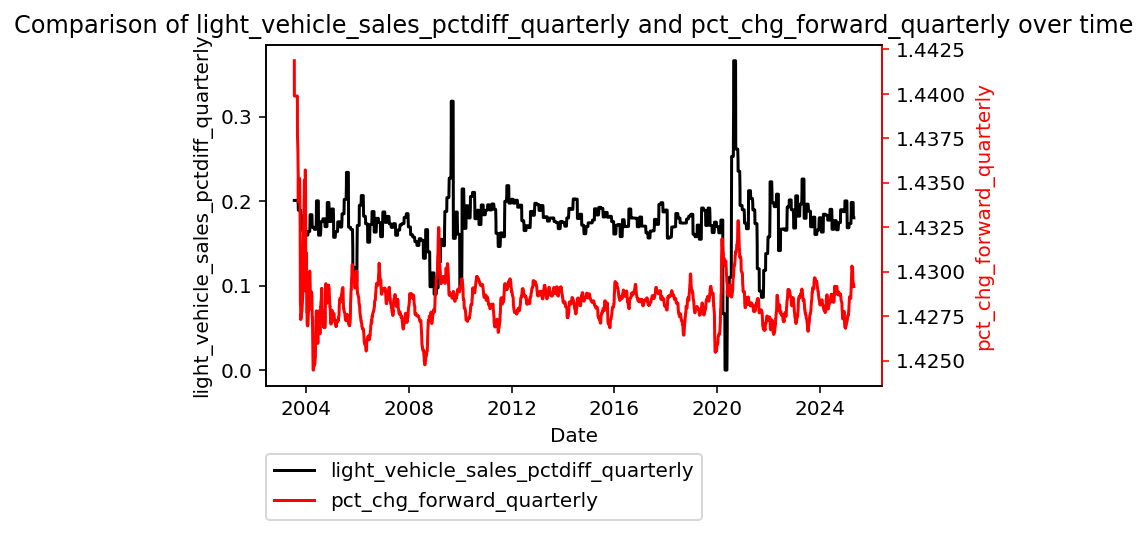 Comparison of light_vehicle_sales_pctdiff_quarterly and pct_chg_forward_quarterly over time
light_vehicle_sales_pctdiff_quarterly
0.3
0.2
0.1
0.0
1.4425
1.4400
1.4375
1.4350
1.4325
1.4300
1.4275
1.4250
pct_chg_forward_quarterly
2004 2008 2012 2016 2020 2024
Date
light_vehicle_sales_pctdiff_quarterly
pct_chg_forward_quarterly